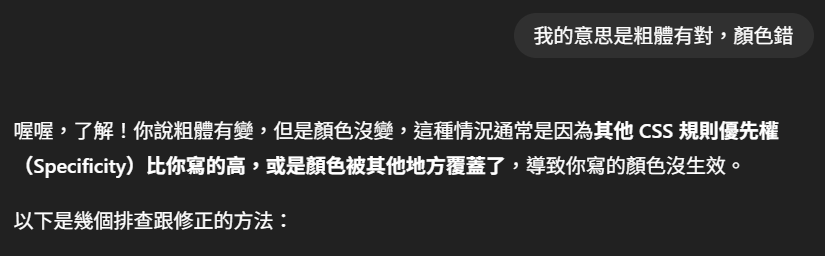 我的意思是粗體有對，顏色錯
喔喔，了解！你說粗體有變，但是顏色沒變，這種情況通常是因為其他 CSS 規則優先權
（Specificity）比你寫的高，或是顏色被其他地方覆蓋了，導致你寫的顏色沒生效。
以下是幾個排查跟修正的方法：